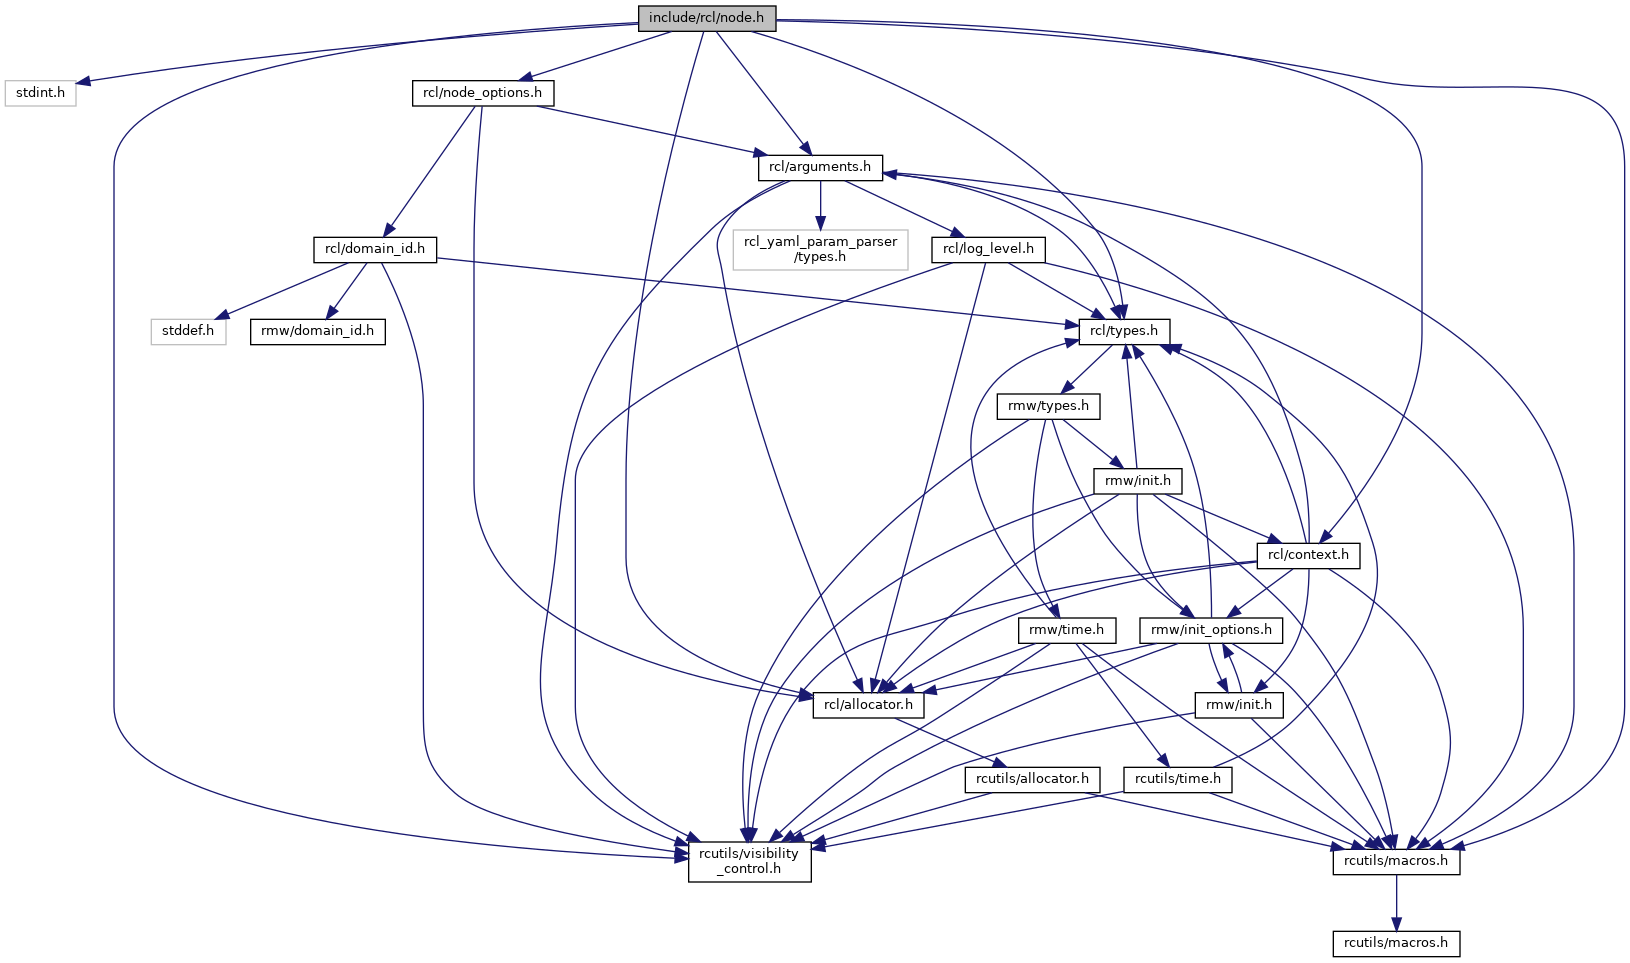 include/rcl/node.h
stdint.h
rcl/node_options.h
rcl/arguments.h
rcl_yaml_param_parser
/types.h
rcl/domain_id.h
rcl/log_level.h
stddef.h
rmw/domain_id.h
rcl/types.h
rmw/types.h
rmw/init.h
rcl/context.h
rmw/time.h
rmw/init_options.h
rcl/allocator.h
rmw/init.h
rcutils/allocator.h
rcutils/time.h
rcutils/visibility
_control.h
rcutils/macros.h
rcutils/macros.h